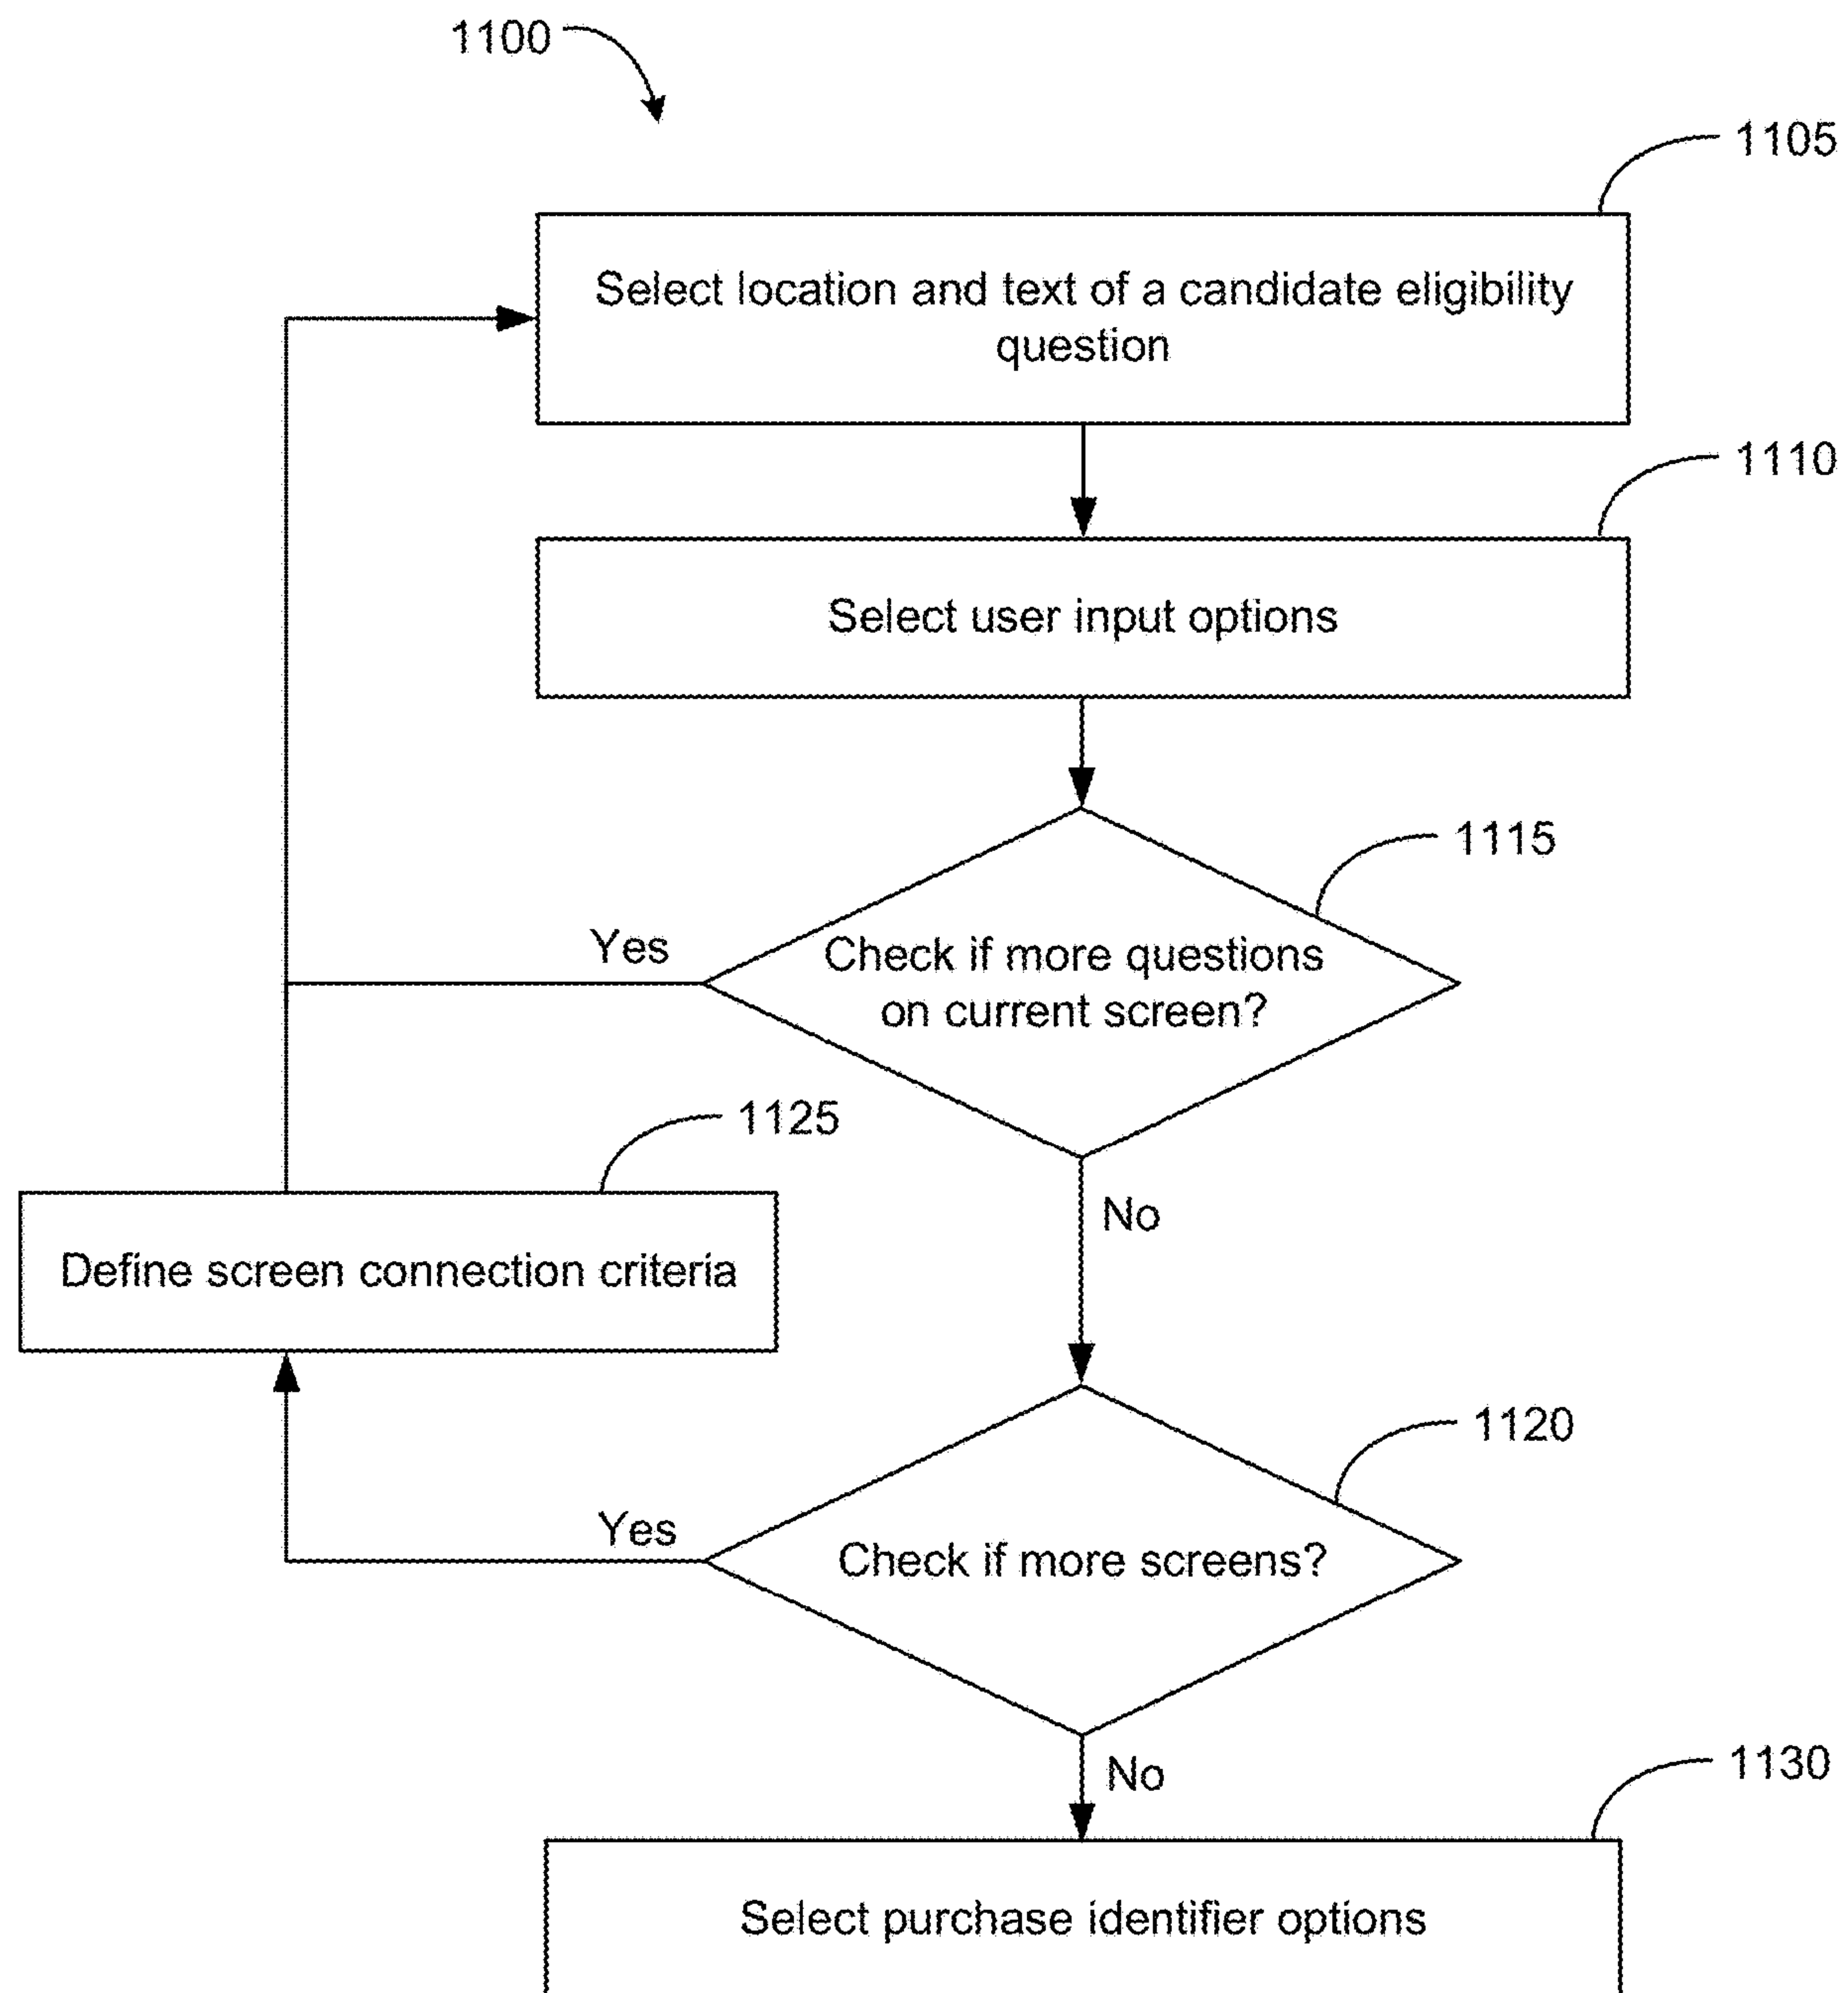 1100
1105
Select location and text of a candidate eligibility
question
1110
Select user input options
1115
Yes
Check if more questions
on current screen?
1125
No
Define screen connection criteria
1120
Yes
Check if more screens?
No
1130
Select purchase identifier options